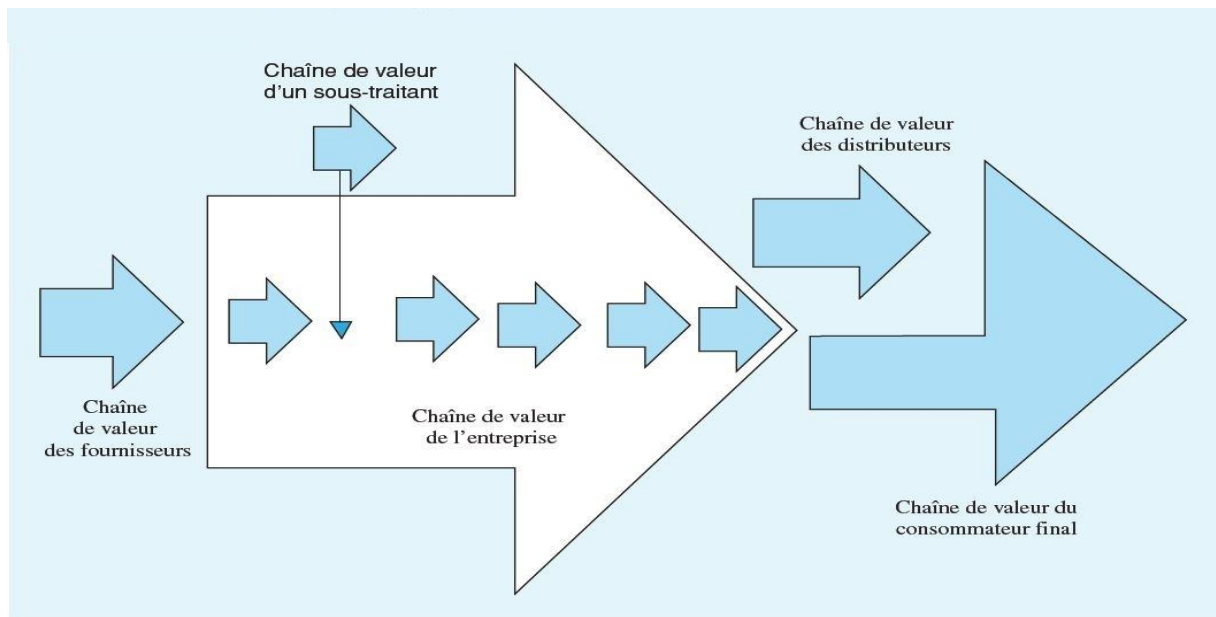 Chaîne de valeur
d’un sous-traitant
Chaîne de valeur
des distributeurs
Chaîne
de valeur
des fournisseurs
Chaîne de valeur
de l’entreprise
Chaîne de valeur du
consommateur final